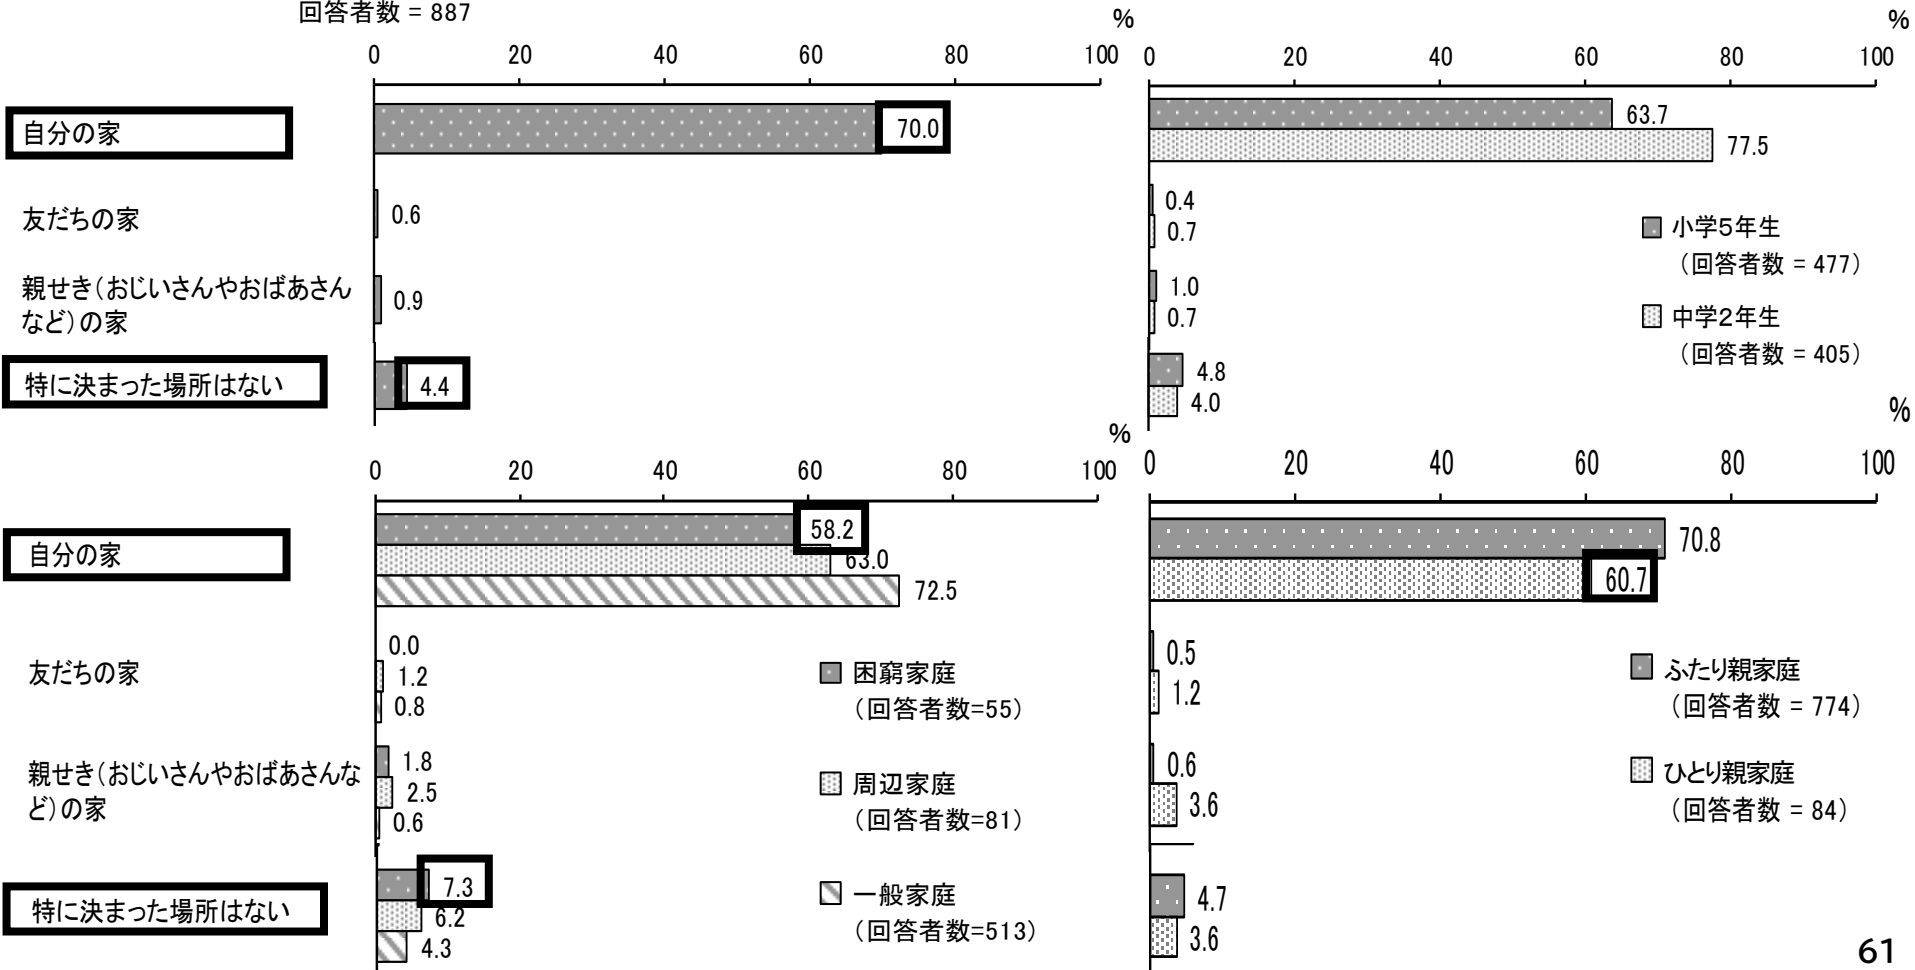 回答者数 = 887
%
0 20 40 60 80 100
自分の家
70.0
友だちの家
0.6
親せき(おじいさんやおばあさん
など)の家
0.9
特に決まった場所はない
4.4
%
0 20 40 60 80 100
63.7
77.5
0.4
0.7
1.0
0.7
4.8
4.0
小学5年生
(回答者数 = 477)
中学2年生
(回答者数 = 405)
%
0 20 40 60 80 100
自分の家
58.2
63.0
72.5
友だちの家
0.0
1.2
0.8
親せき(おじいさんやおばあさんな
ど)の家
1.8
2.5
0.6
特に決まった場所はない
7.3
6.2
4.3
困窮家庭
(回答者数=55)
周辺家庭
(回答者数=81)
一般家庭
(回答者数=513)
%
0 20 40 60 80 100
70.8
60.7
0.5
1.2
0.6
3.6
4.7
3.6
ふたり親家庭
(回答者数 = 774)
ひとり親家庭
(回答者数 = 84)
61